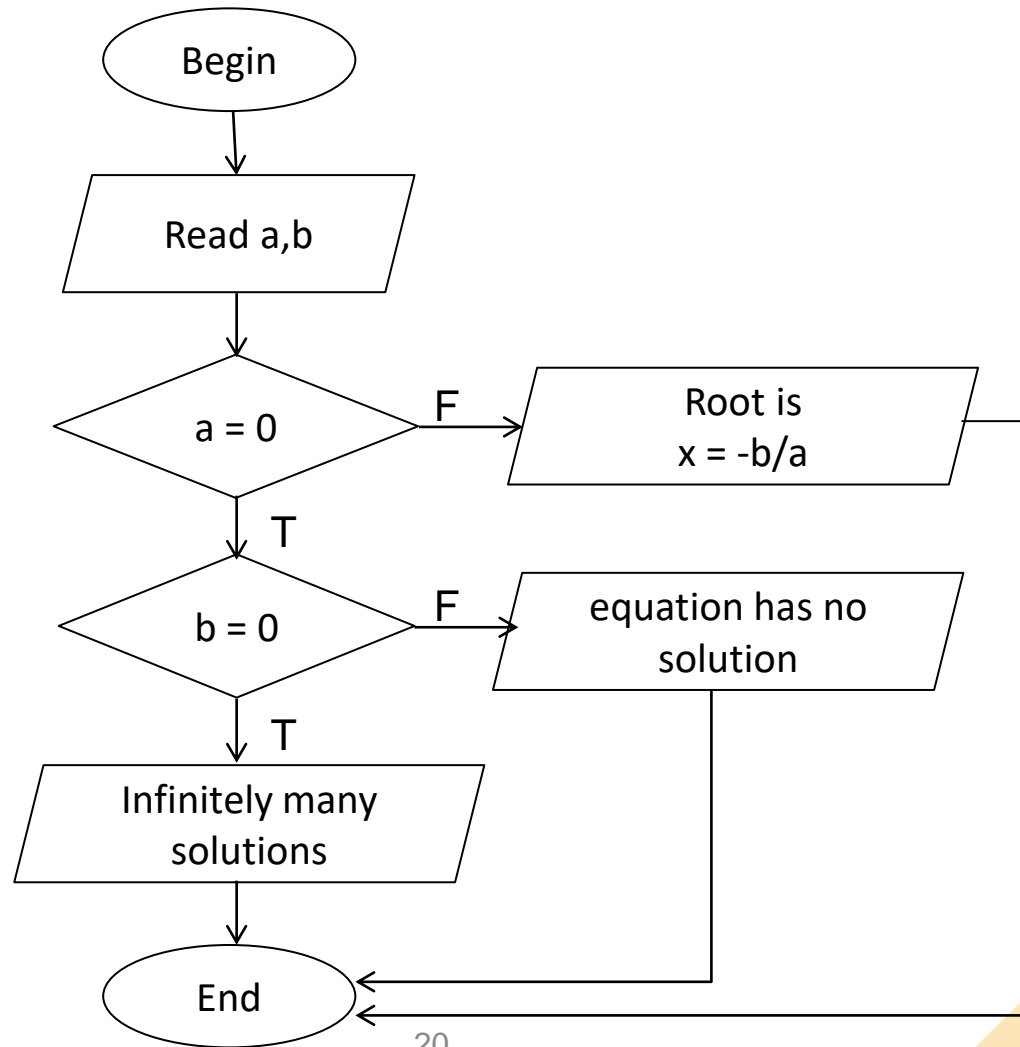 Begin
Read a,b
a = 0
F
Root is
x = -b/a
T
b = 0
F
equation has no
solution
T
Infinitely many
solutions
End
20